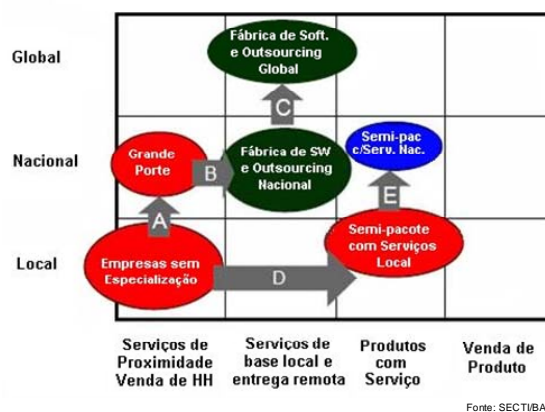 Global
Fábrica de Soft.
e Outsourcing
Global
C
Nacional
Grande
Porte
B
Fábrica de SW
e Outsourcing
Nacional
Semi-pac
c/Serv. Nac.
A
E
Local
Empresas sem
Especialização
D
Semi-pacote
com Serviços
Local
Serviços de
Proximidade
Venda de HH
Serviços de
base local e
entrega remota
Produtos
com
Serviço
Venda de
Produto
Fonte: SECTI/BA